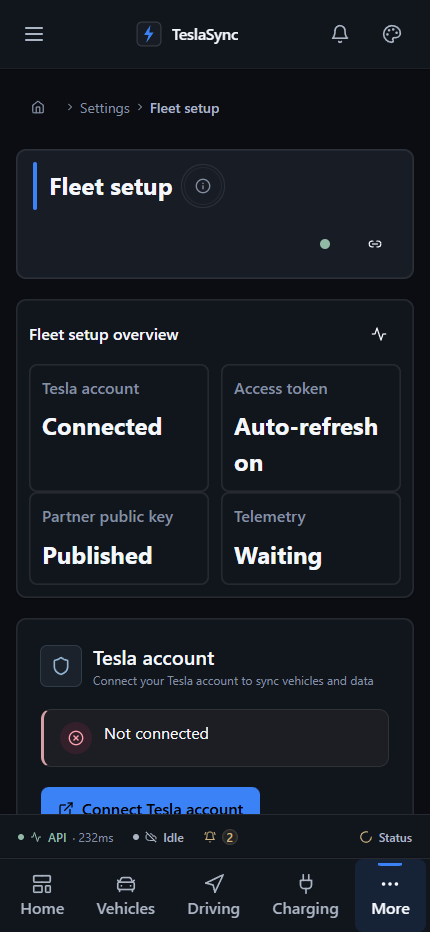 TeslaSync
Settings > Fleet setup
Fleet setup
Fleet setup overview
Tesla account
Connected
Access token
Auto-refresh
on
Partner public key
Published
Telemetry
Waiting
Tesla account
Connect your Tesla account to sync vehicles and data
Not connected
Connect Tesla account
API · 232ms
Idle
2
Status
Home
Vehicles
Driving
Charging
More